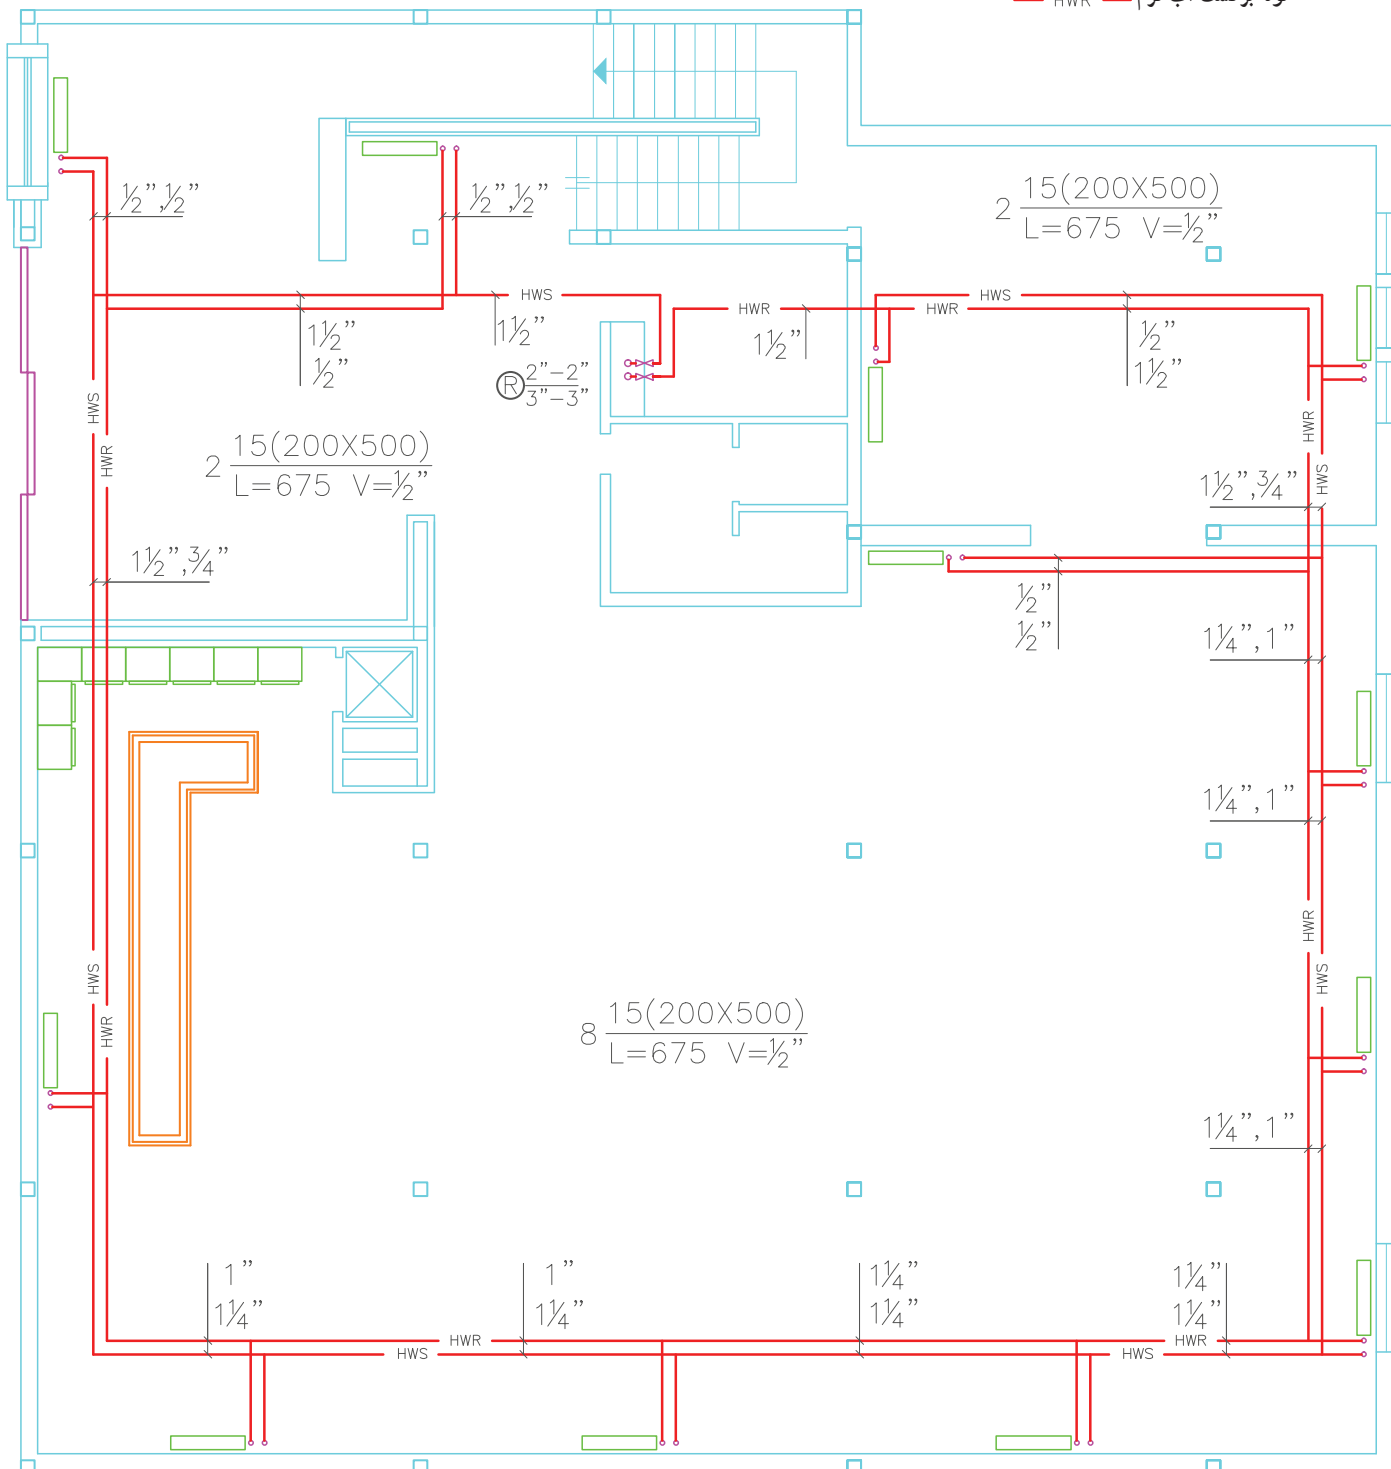 HWR
½”,½”
½”,½”
2 15(200X500)
L=675 V=½”
HWS
HWR
HWS
HWR
1½”
½”
1½”
1½”
½”
1½”
R 2”-2”
3”-3”
HWS
HWR
HWR
HWS
2 15(200X500)
L=675 V=½”
1½”,¾”
1½”,¾”
½”
½”
1¼”,1”
1¼”,1”
HWR
HWS
HWS
HWR
8 15(200X500)
L=675 V=½”
1¼”,1”
1”
1¼”
1”
1¼”
1¼”
1¼”
1¼”
1¼”
HWR
HWS
HWR
HWS